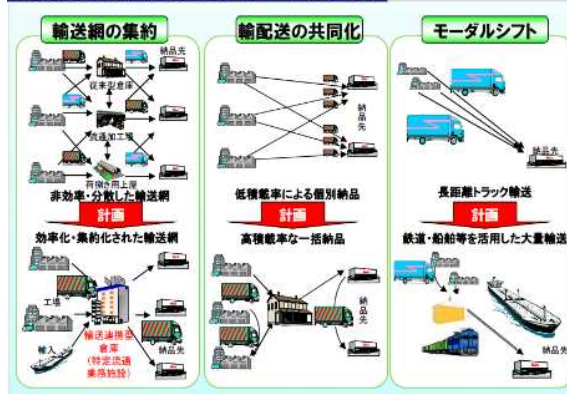 輸送網の集約
納品先
従来型倉庫
流通加工場
荷捌き用上屋
非効率・分散した輸送網
計画
効率化・集約化された輸送網
工場
輸入
輸送連携型
倉庫
(特定流通
業務施設)
納品先
輸配送の共同化
納品先
低積載率による個別納品
計画
高積載率な一括納品
納品先
モーダルシフト
納品先
長距離トラック輸送
計画
鉄道・船舶等を活用した大量輸送
納品先